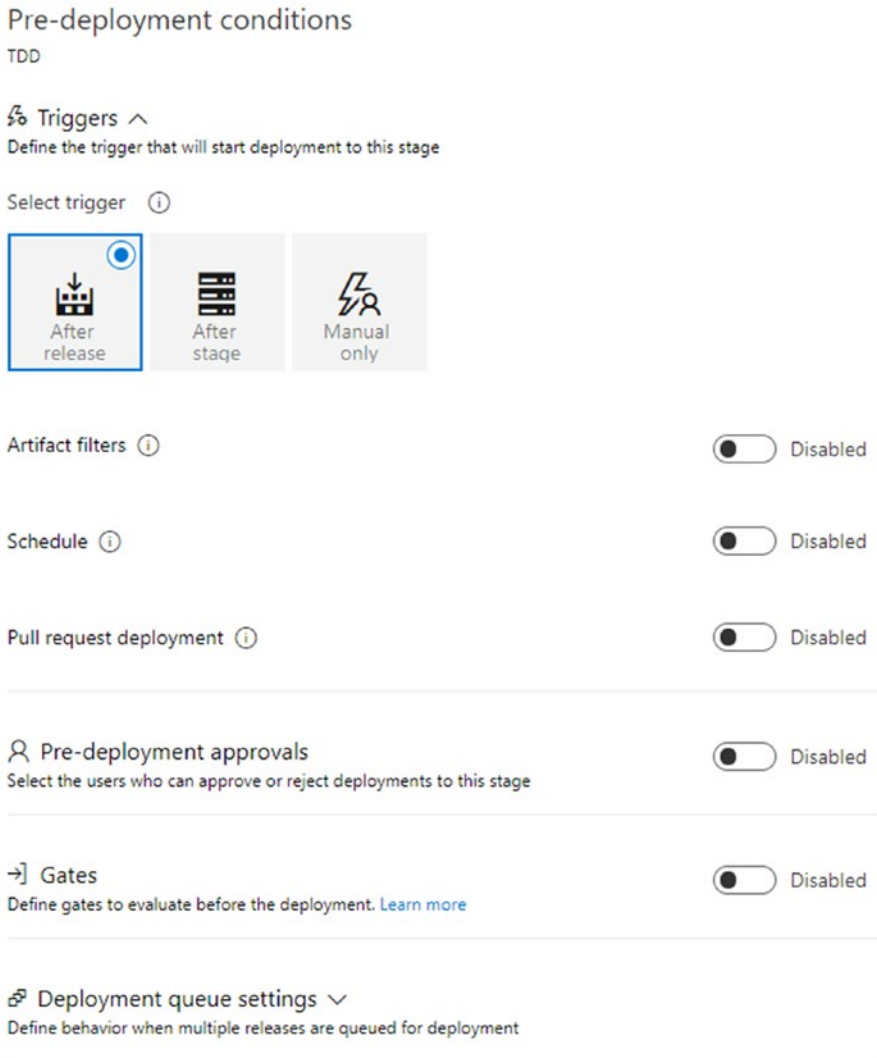 Pre-deployment conditions
TDD
Triggers
Define the trigger that will start deployment to this stage
Select trigger
After
release
After
stage
Manual
only
Artifact filters
Disabled
Schedule
Disabled
Pull request deployment
Disabled
Pre-deployment approvals
Disabled
Select the users who can approve or reject deployments to this stage
Gates
Disabled
Define gates to evaluate before the deployment. Learn more
Deployment queue settings
Define behavior when multiple releases are queued for deployment